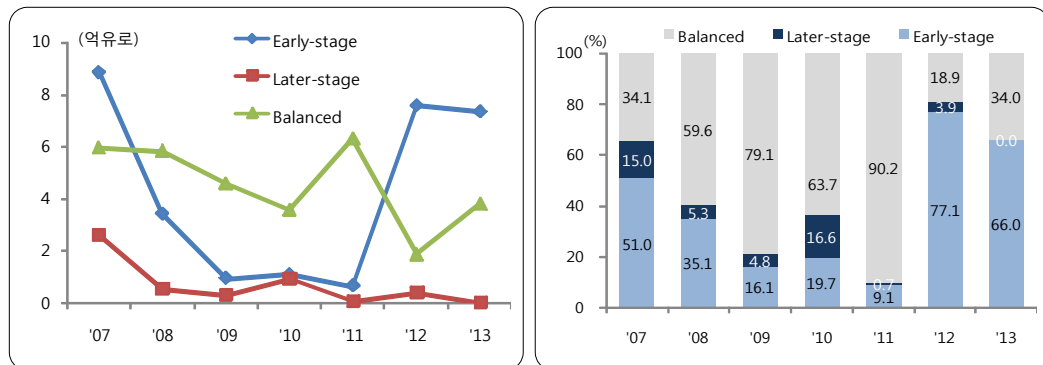 (억유로)
10
8
6
4
2
0
Early-stage
Later-stage
Balanced
'07 '08 '09 '10 '11 '12 '13
(%)
Balanced Later-stage Early-stage
100
80
60
40
20
0
34.1 59.6 79.1 63.7 90.2 18.9 34.0
15.0 5.3 4.8 16.6 0.7 3.9 0.0
51.0 35.1 16.1 19.7 9.1 77.1 66.0
'07 '08 '09 '10 '11 '12 '13